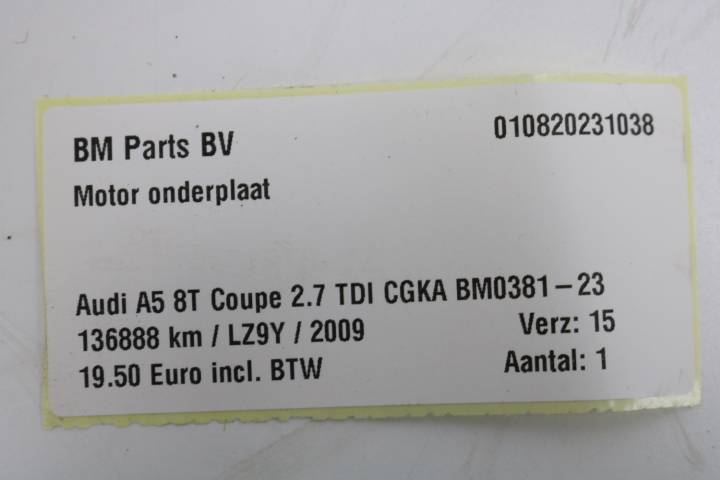 BM Parts BV 010820231038
Motor onderplaat
Audi A5 8T Coupe 2.7 TDI CGKA BM0381-23
136888 km / LZ9Y / 2009 Verz: 15
19.50 Euro incl. BTW Aantal: 1